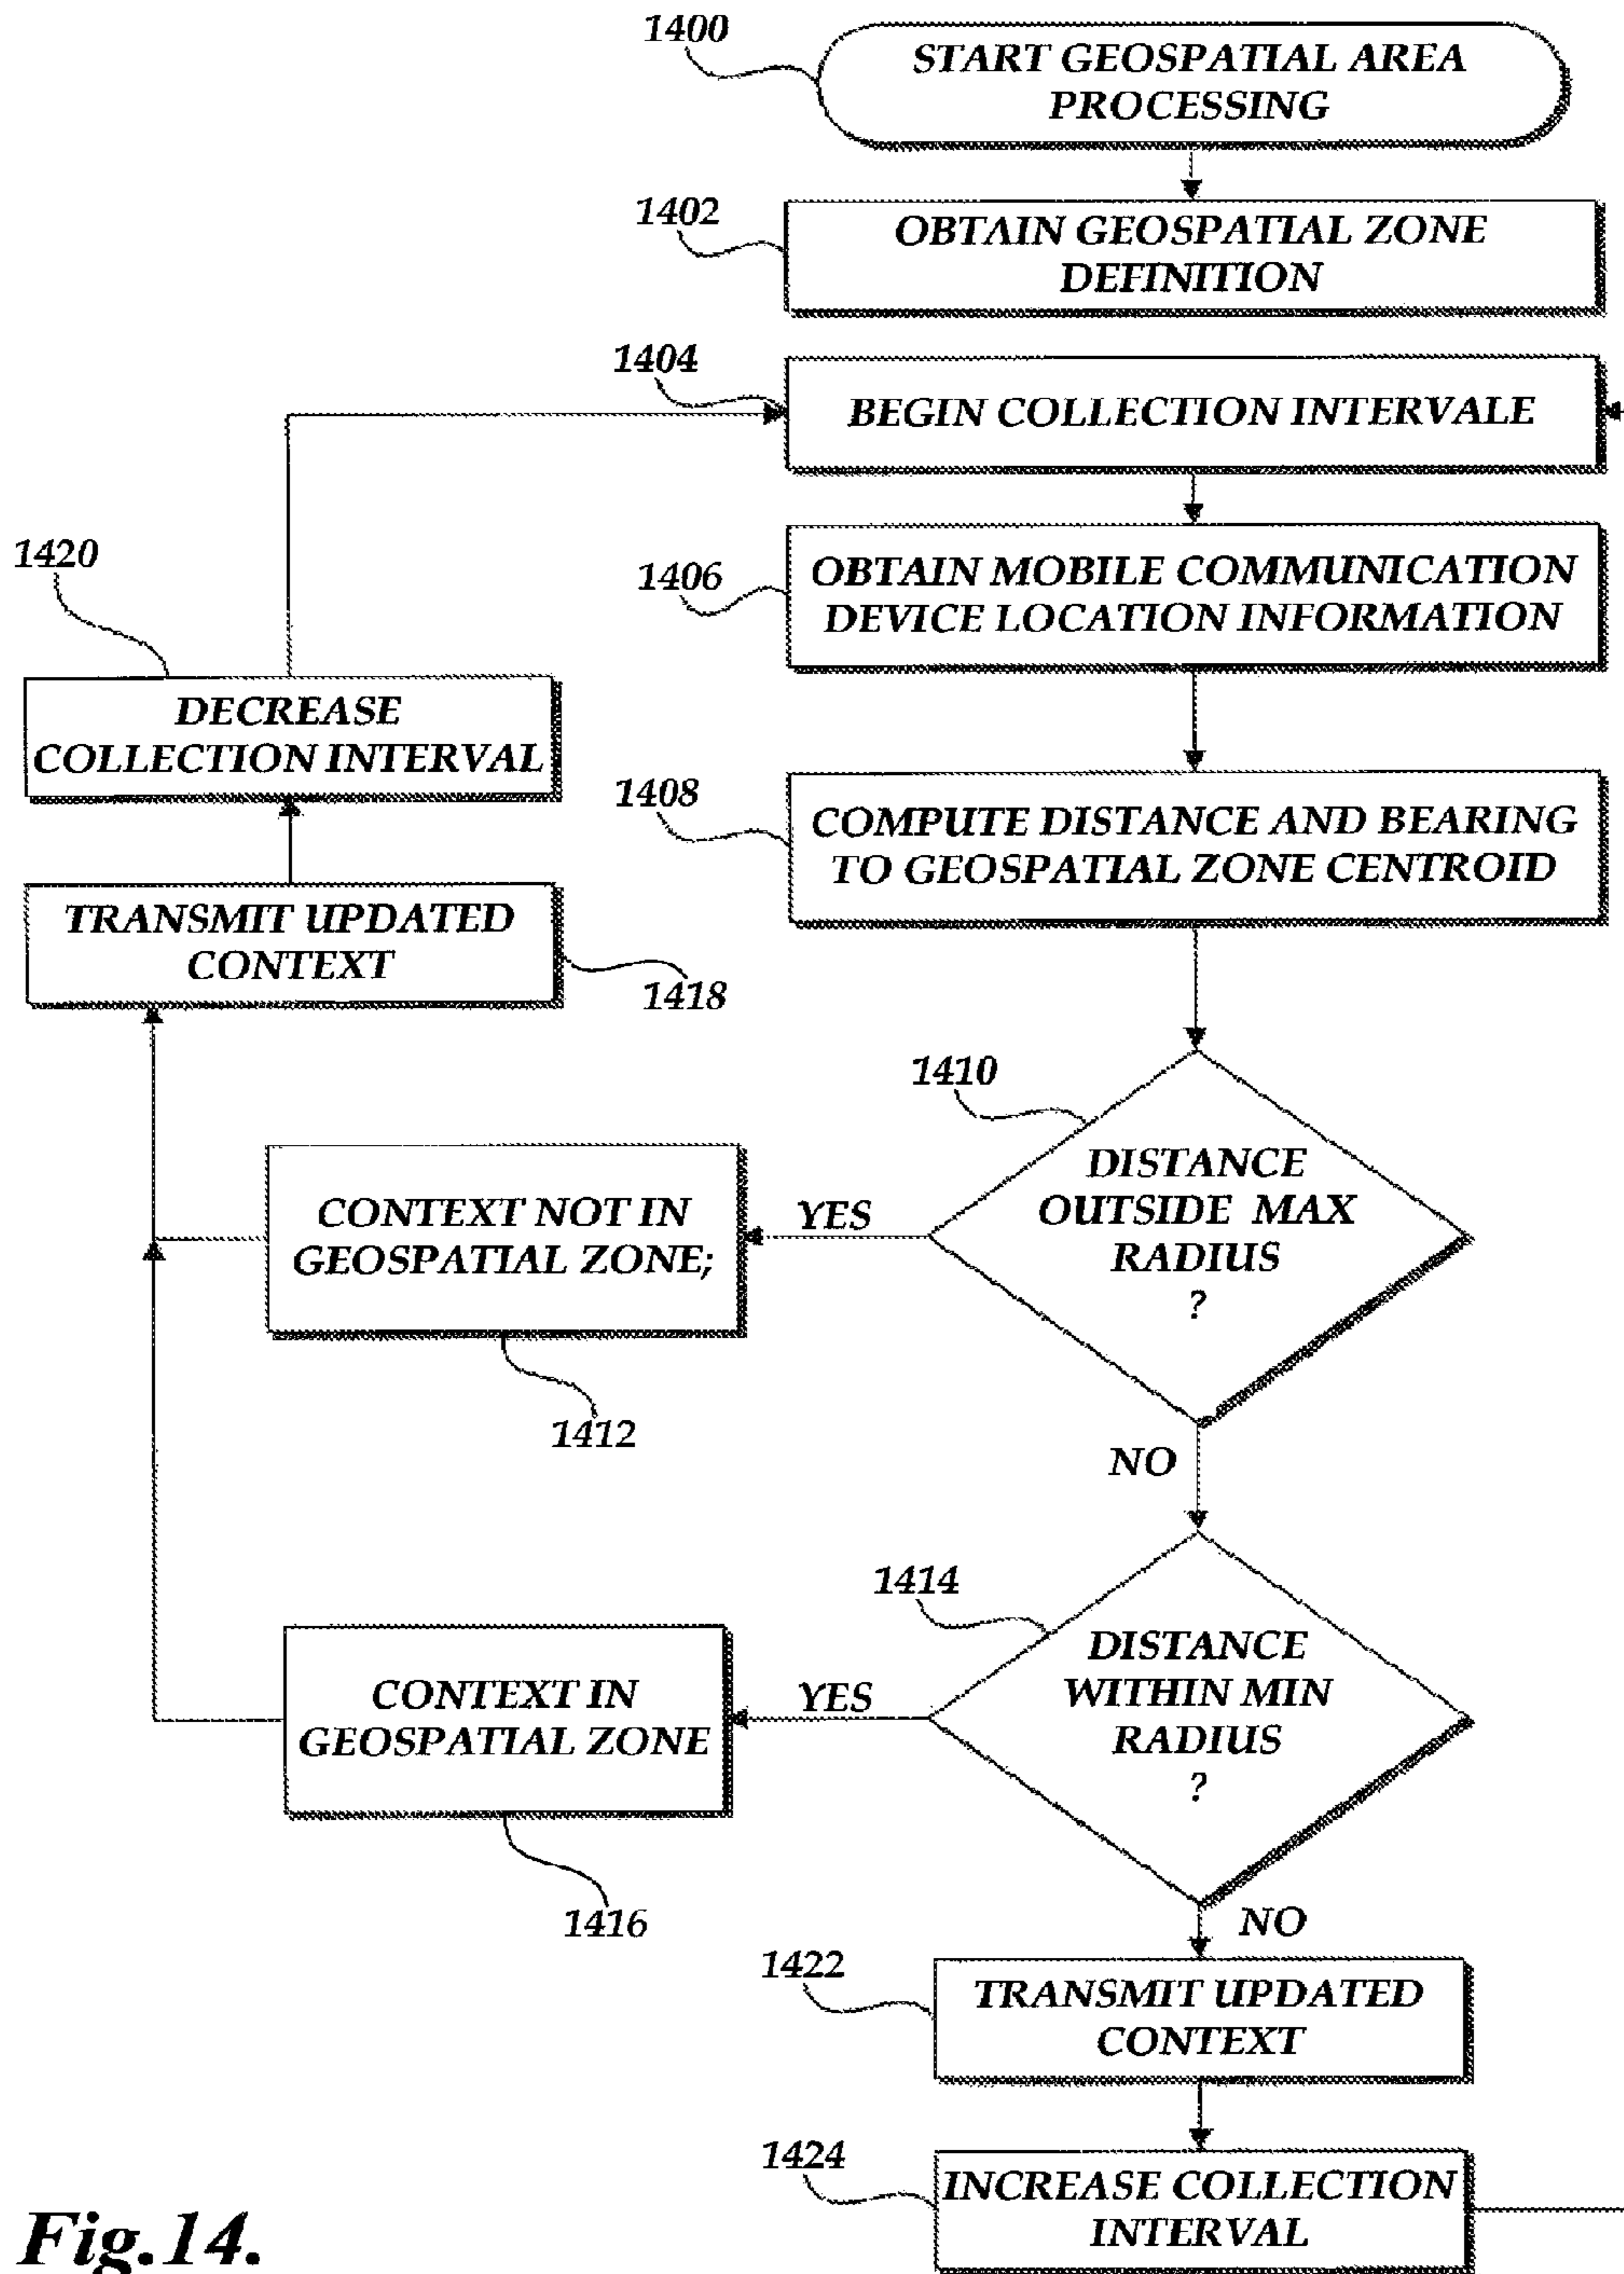 1400
START GEOSPATIAL AREA
PROCESSING
1402
OBTAIN GEOSPATIAL ZONE
DEFINITION
1404
BEGIN COLLECTION INTERVALE
1406
OBTAIN MOBILE COMMUNICATION
DEVICE LOCATION INFORMATION
1420
DECREASE
COLLECTION INTERVAL
1408
COMPUTE DISTANCE AND BEARING
TO GEOSPATIAL ZONE CENTROID
TRANSMIT UPDATED
CONTEXT
1418
1410
DISTANCE
OUTSIDE MAX
RADIUS
?
YES
CONTEXT NOT IN
GEOSPATIAL ZONE;
1412
NO
1414
DISTANCE
WITHIN MIN
RADIUS
?
YES
CONTEXT IN
GEOSPATIAL ZONE
1416
NO
1422
TRANSMIT UPDATED
CONTEXT
1424
INCREASE COLLECTION
INTERVAL
Fig.14.